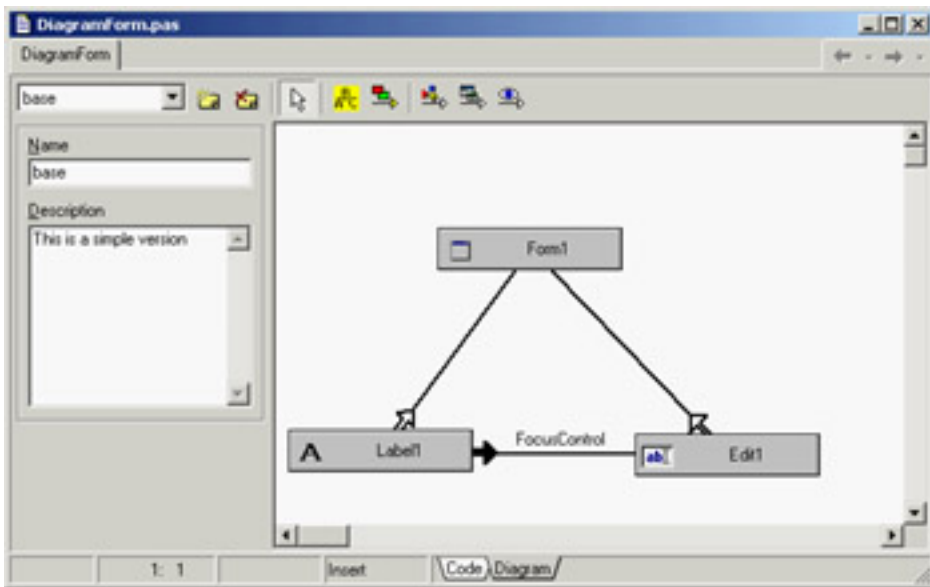 DiagramForm.pas
DiagramForm
base
Name
base
Description
This is a simple version
Form1
A Label1
FocusControl
ab Edit1
1: 1
Insert
Code Diagram